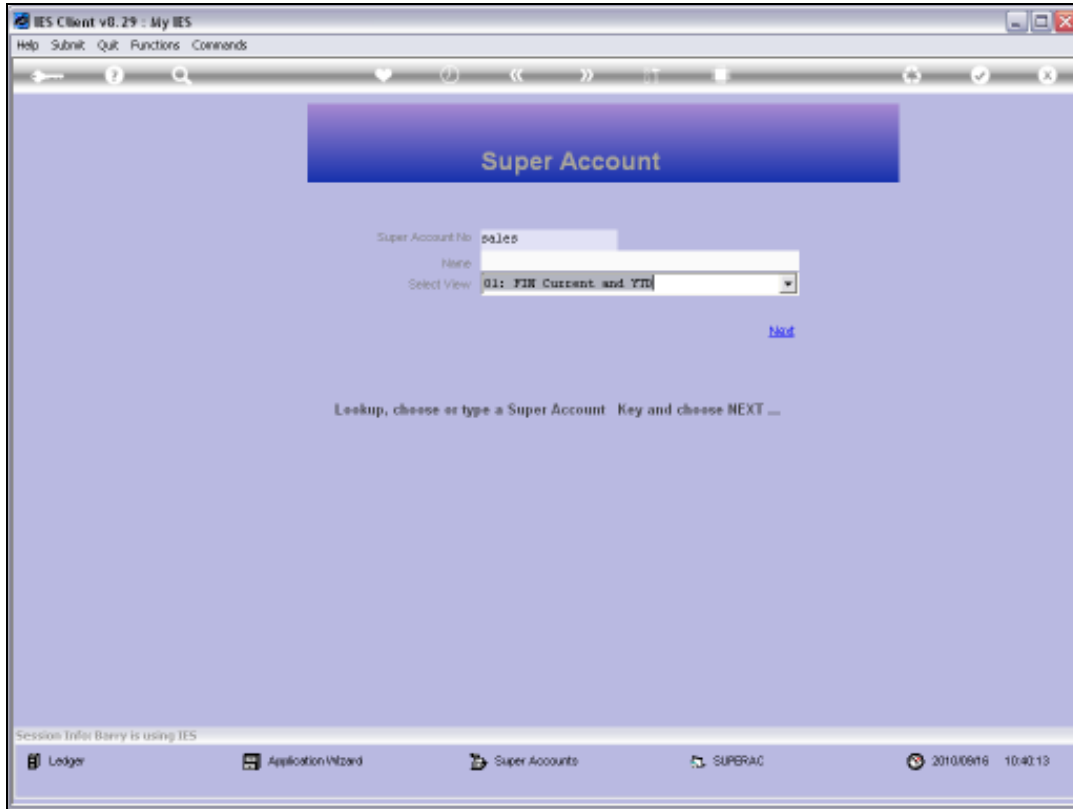 IES Client v8.29 : My IES
Help Submit Quit Functions Commands
Super Account
Super Account No sales
Name
Select View 01: FIN Current and YTD
Next
Lookup, choose or type a Super Account Key and choose NEXT ...
Session Info: Barry is using IES
Ledger Application Wizard Super Accounts SUPERAC 2010/09/16 10:40:13